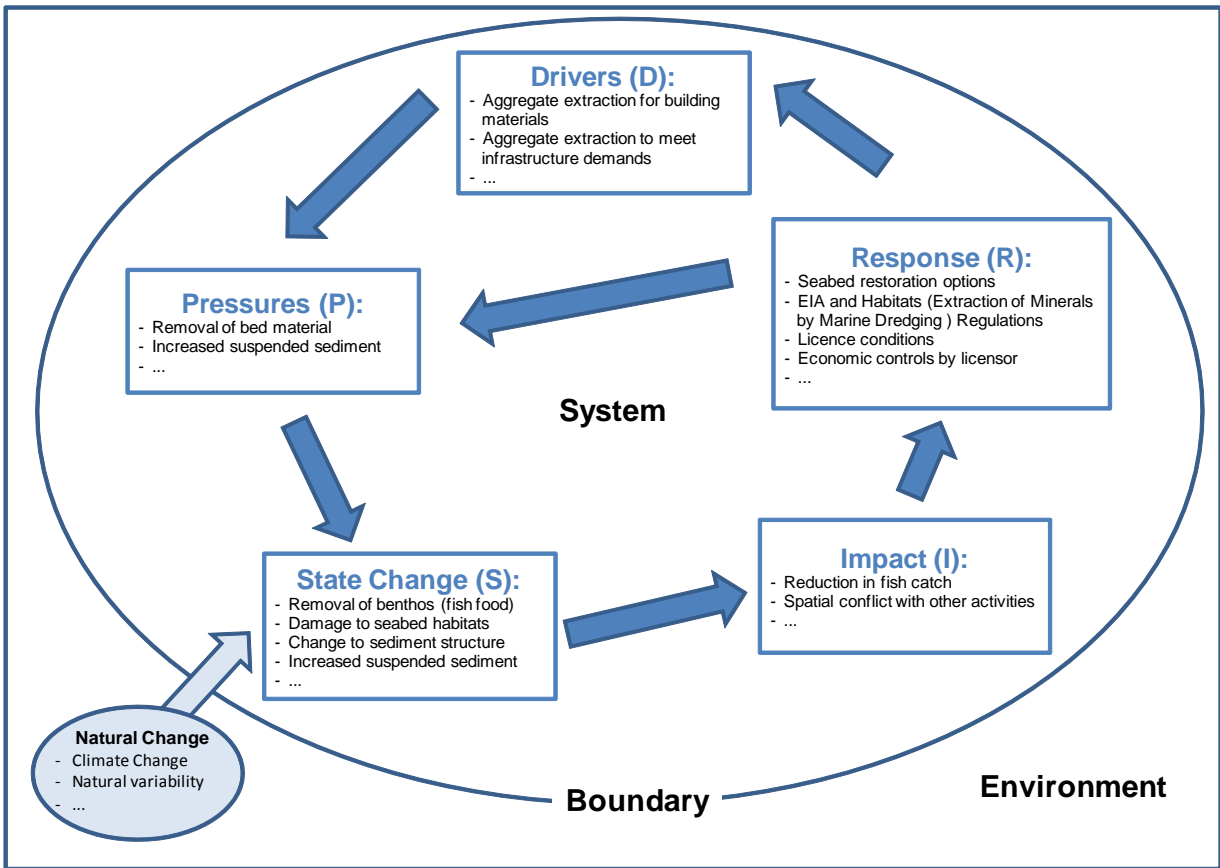 Drivers (D):
- Aggregate extraction for building
materials
- Aggregate extraction to meet
infrastructure demands
- ...
Response (R):
- Seabed restoration options
- EIA and Habitats (Extraction of Minerals
by Marine Dredging ) Regulations
- Licence conditions
- Economic controls by licensor
- ...
Pressures (P):
- Removal of bed material
- Increased suspended sediment
- ...
System
State Change (S):
- Removal of benthos (fish food)
- Damage to seabed habitats
- Change to sediment structure
- Increased suspended sediment
- ...
Impact (I):
- Reduction in fish catch
- Spatial conflict with other activities
- ...
Natural Change
- Climate Change
- Natural variability
- ...
Boundary
Environment